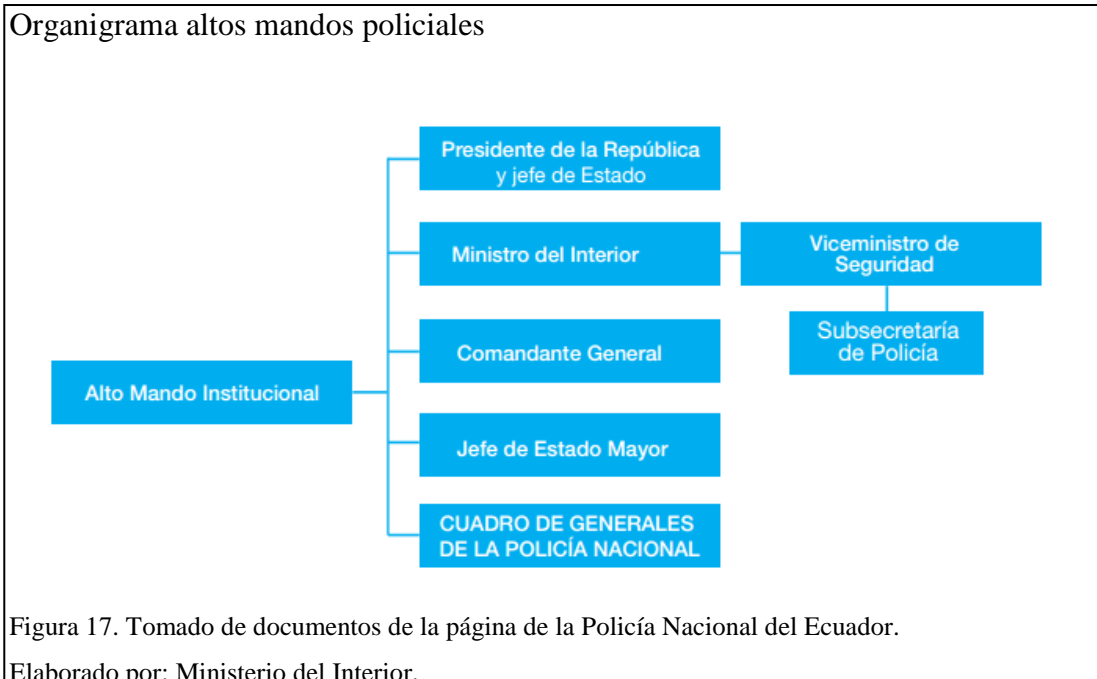 Organigrama altos mandos policiales
Presidente de la República
y jefe de Estado
Ministro del Interior
Viceministro de
Seguridad
Subsecretaría
de Policía
Comandante General
Alto Mando Institucional
Jefe de Estado Mayor
CUADRO DE GENERALES
DE LA POLICÍA NACIONAL
Figura 17. Tomado de documentos de la página de la Policía Nacional del Ecuador.
Elaborado por: Ministerio del Interior.